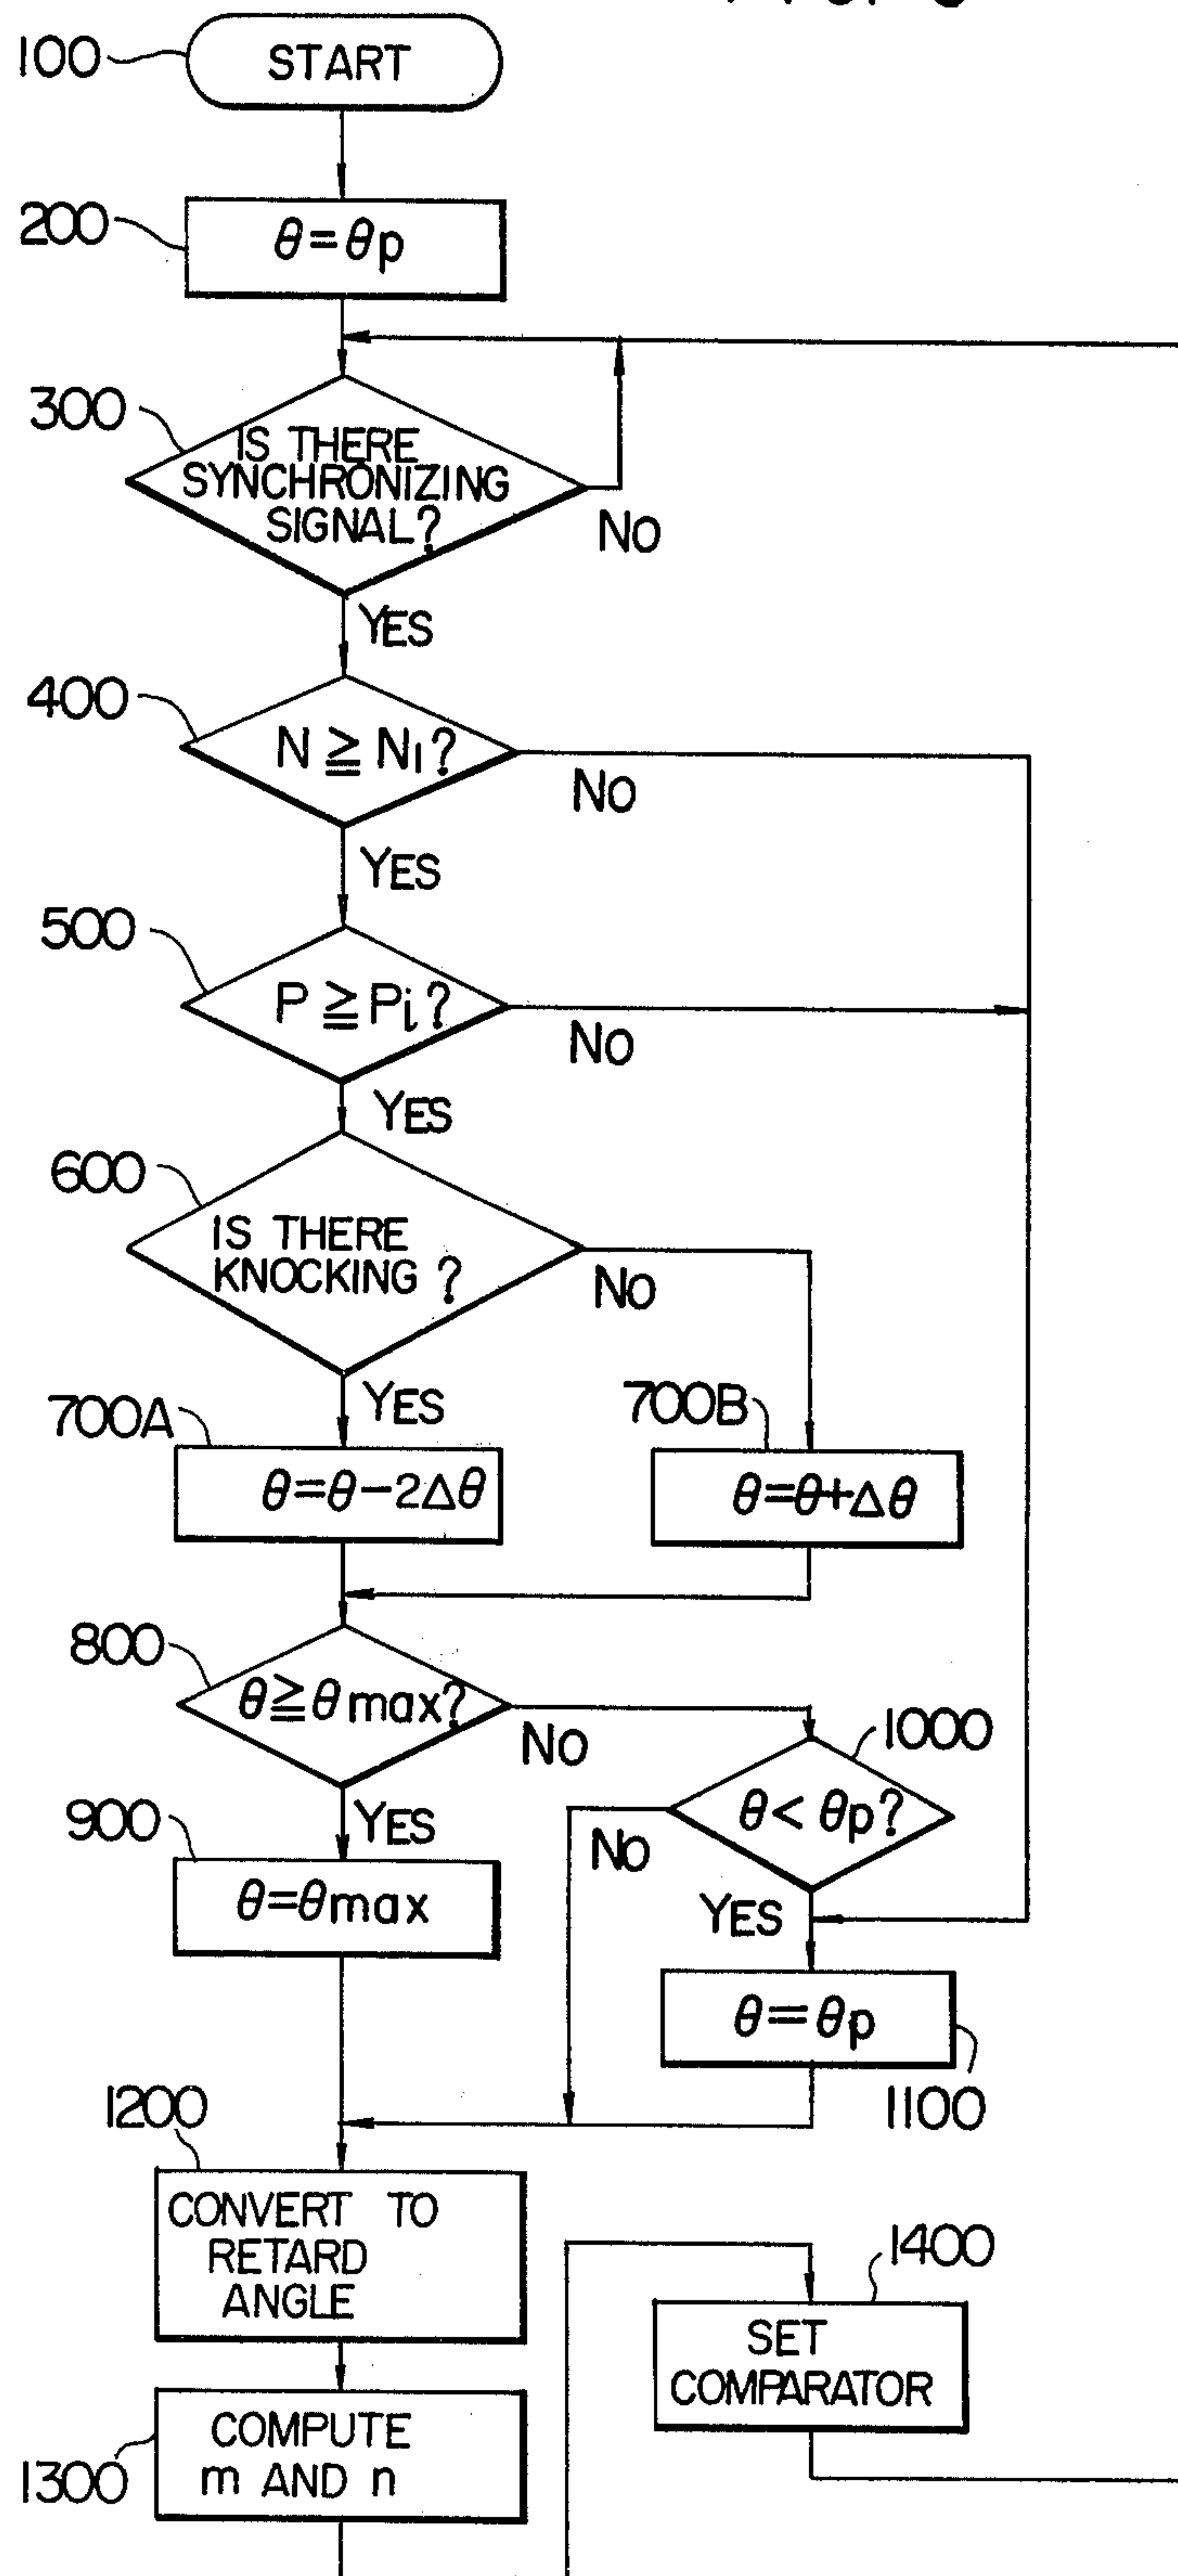 100
START
200
θ=θp
300
IS THERE
SYNCHRONIZING
SIGNAL?
NO
YES
400
N ≧ N1?
NO
YES
500
P ≧ Pi?
NO
YES
600
IS THERE
KNOCKING ?
NO
YES
700A
θ=θ-2Δθ
700B
θ=θ+Δθ
800
θ≧θmax?
NO
YES
1000
θ< θp?
NO
YES
900
θ=θmax
θ=θp
1100
1200
CONVERT TO
RETARD
ANGLE
1400
SET
COMPARATOR
1300
COMPUTE
m AND n